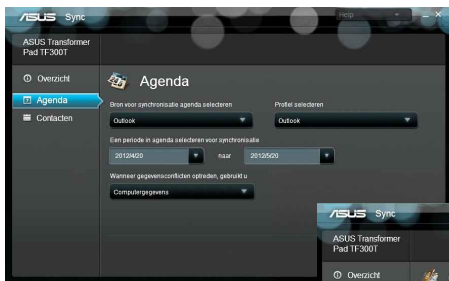 ASUS Sync
Help
ASUS Transformer
Pad TF300T
Overzicht
Agenda
Contacten
Agenda
Bron voor synchronisatie agenda selecteren Profiel selecteren
Outlook Outlook
Een periode in agenda selecteren voor synchronisatie
2012/4/20 naar 2012/5/20
Wanneer gegevensconflicten optreden, gebruikt u
Computergegevens
ASUS Sync
ASUS Transformer
Pad TF300T
Overzicht